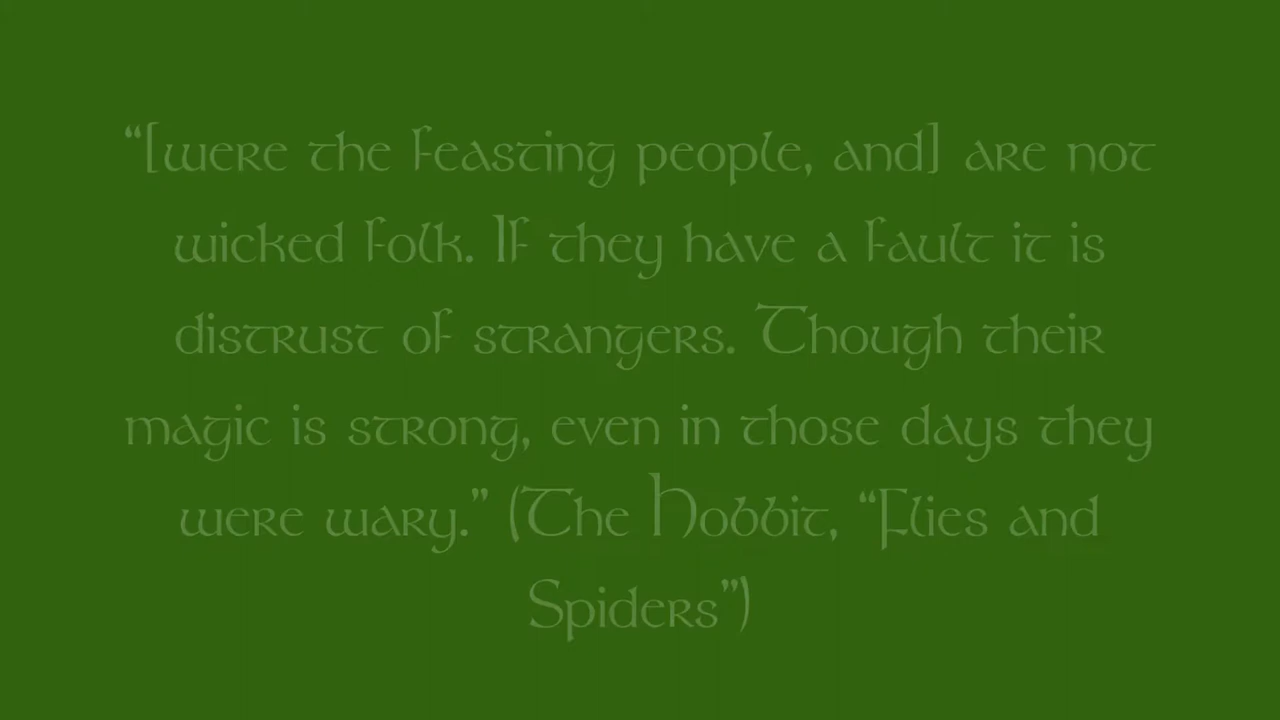 “[were the feasting people, and] are not
wicked folk. If they have a fault it is
distrust of strangers. Though their
magic is strong, even in those days they
were wary.” (The Hobbit, “Flies and
Spiders”)